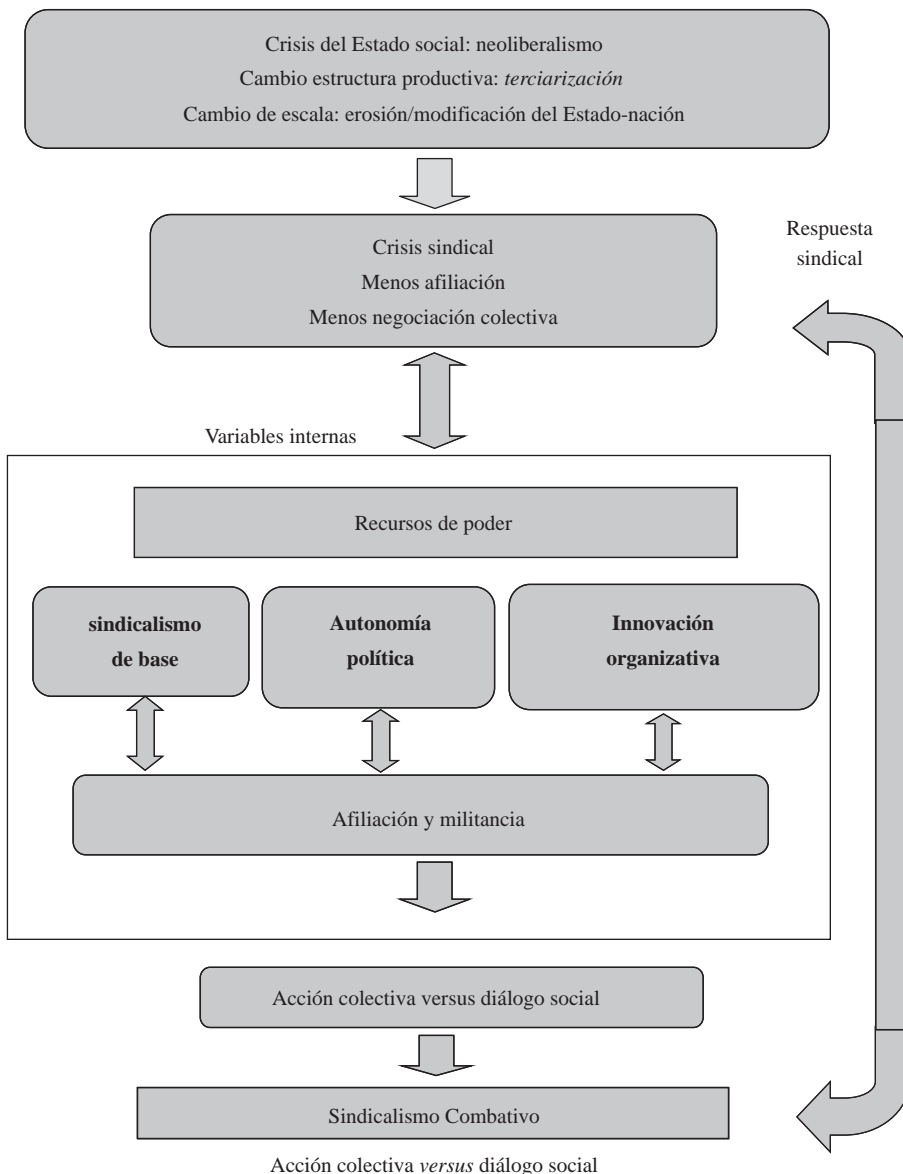 Crisis del Estado social: neoliberalismo
Cambio estructura productiva: terciarización
Cambio de escala: erosión/modificación del Estado-nación
Crisis sindical
Menos afiliación
Menos negociación colectiva
Respuesta
sindical
Variables internas
Recursos de poder
sindicalismo
de base
Autonomía
política
Innovación
organizativa
Afiliación y militancia
Acción colectiva versus diálogo social
Sindicalismo Combativo
Acción colectiva versus diálogo social